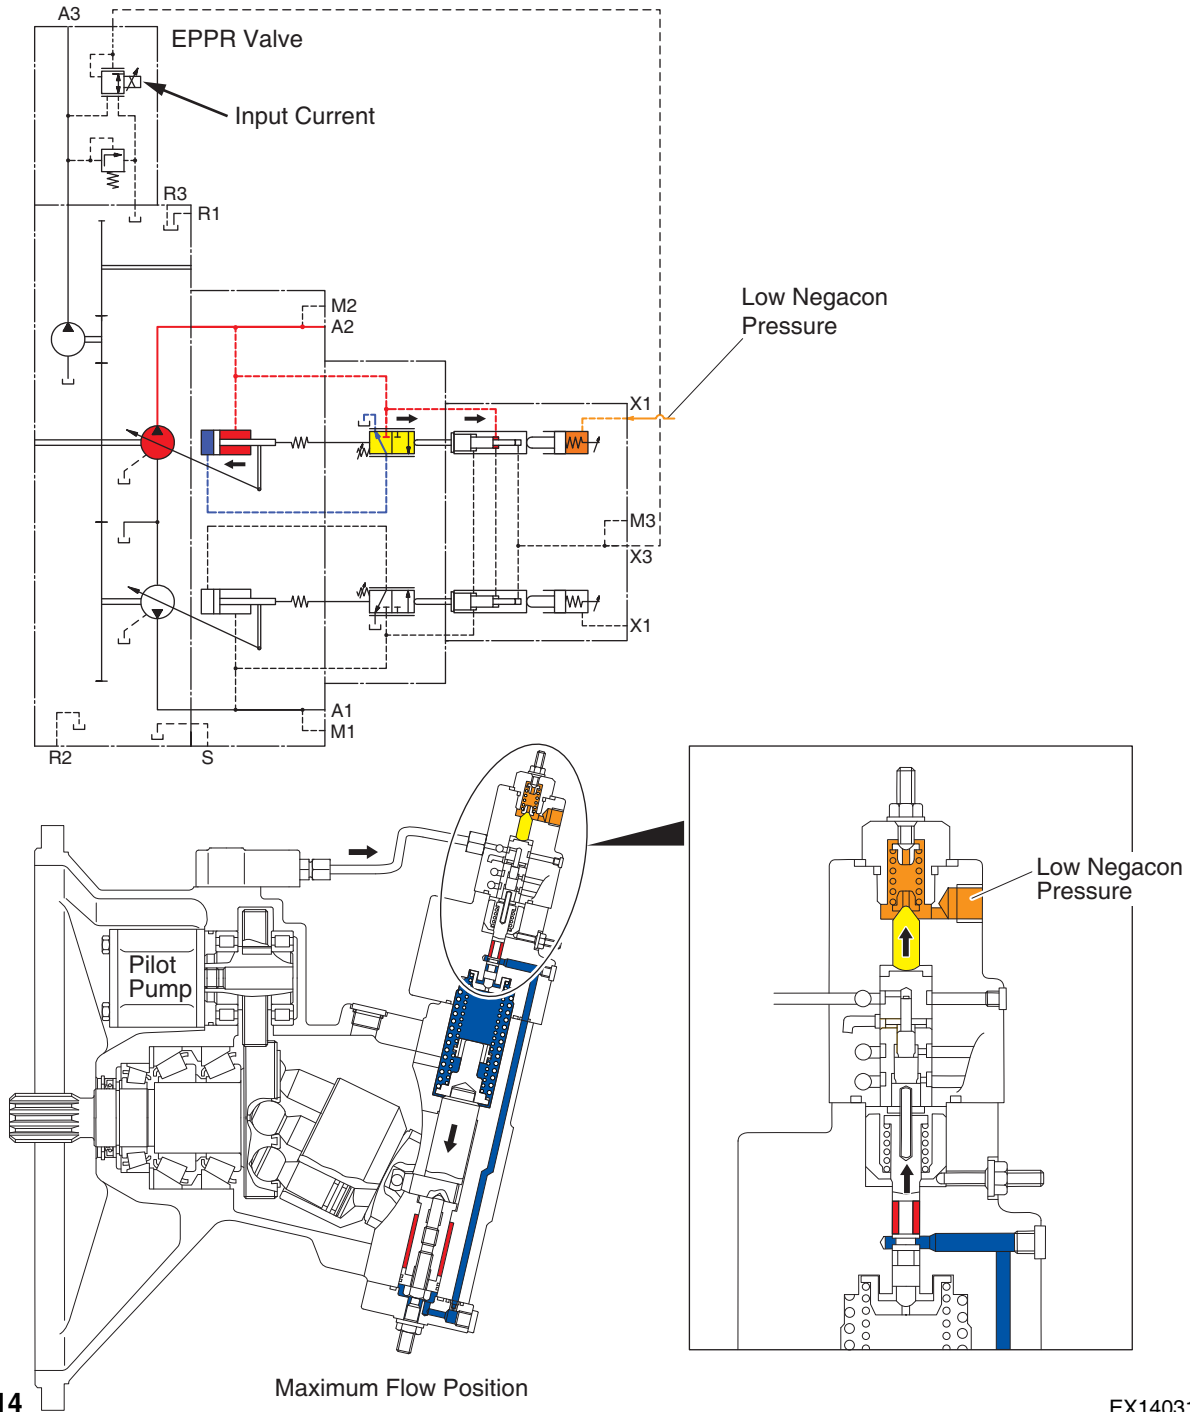 A3
EPPR Valve
Input Current
R3
R1
M2
A2
Low Negacon
Pressure
X1
M3
X3
X1
A1
M1
R2
S
Pilot
Pump
Low Negacon
Pressure
Maximum Flow Position